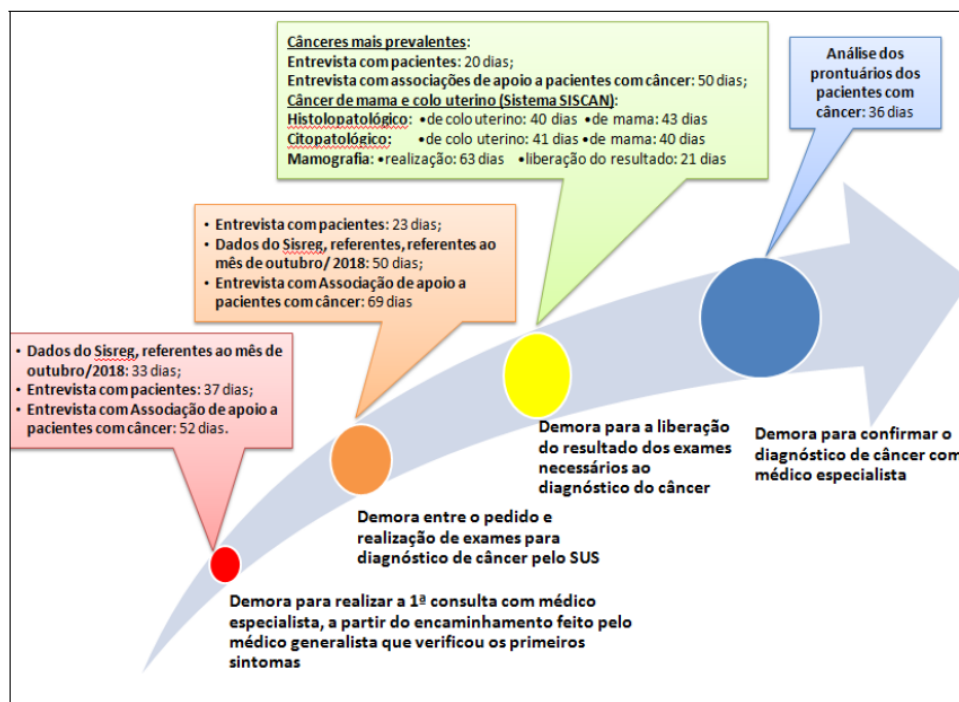 Cânceres mais prevalentes:
Entrevista com pacientes: 20 dias;
Entrevista com associações de apoio a pacientes com câncer: 50 dias;
Câncer de mama e colo uterino (Sistema SISCAN):
Histolopatológico: •de colo uterino: 40 dias •de mama: 43 dias
Citopatológico: •de colo uterino: 41 dias •de mama: 40 dias
Mamografia: •realização: 63 dias •liberação do resultado: 21 dias
Análise dos
prontuários dos
pacientes com
câncer: 36 dias
• Entrevista com pacientes: 23 dias;
• Dados do Sisreg, referentes, referentes ao
mês de outubro/ 2018: 50 dias;
• Entrevista com Associação de apoio a
pacientes com câncer: 69 dias
• Dados do Sisreg, referentes ao mês de
outubro/2018: 33 dias;
• Entrevista com pacientes: 37 dias;
• Entrevista com Associação de apoio a
pacientes com câncer: 52 dias.
Demora para a liberação
do resultado dos exames
necessários ao
diagnóstico do câncer
Demora para confirmar o
diagnóstico de câncer com
médico especialista
Demora entre o pedido e
realização de exames para
diagnóstico de câncer pelo SUS
Demora para realizar a 1ª consulta com médico
especialista, a partir do encaminhamento feito pelo
médico generalista que verificou os primeiros
sintomas